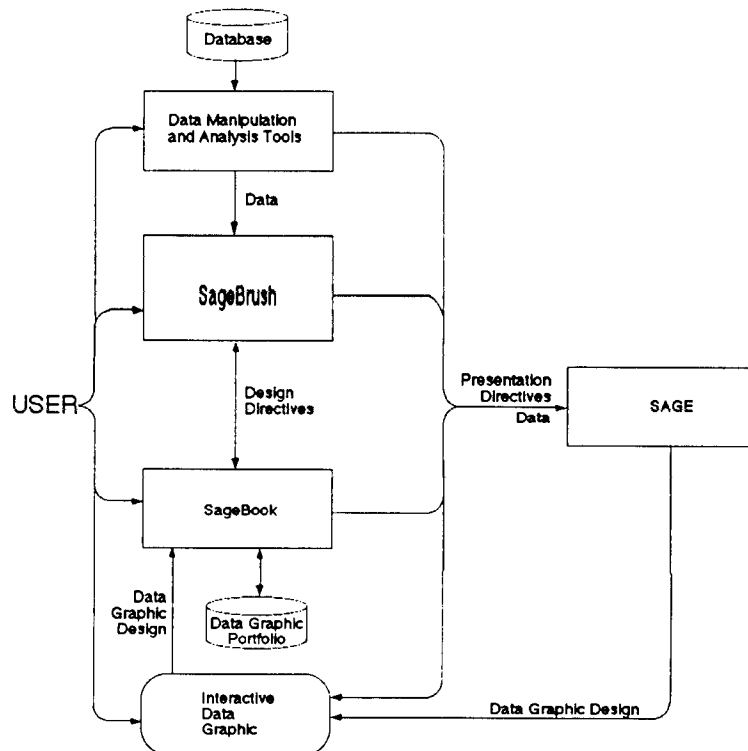 Database
Data Manipulation
and Analysis Tools
Data
SageBrush
Design
Directives
USER
Presentation
Directives
Data
SAGE
SageBook
Data
Graphic
Design
Data Graphic
Portfolio
Interactive
Data
Graphic
Data Graphic Design